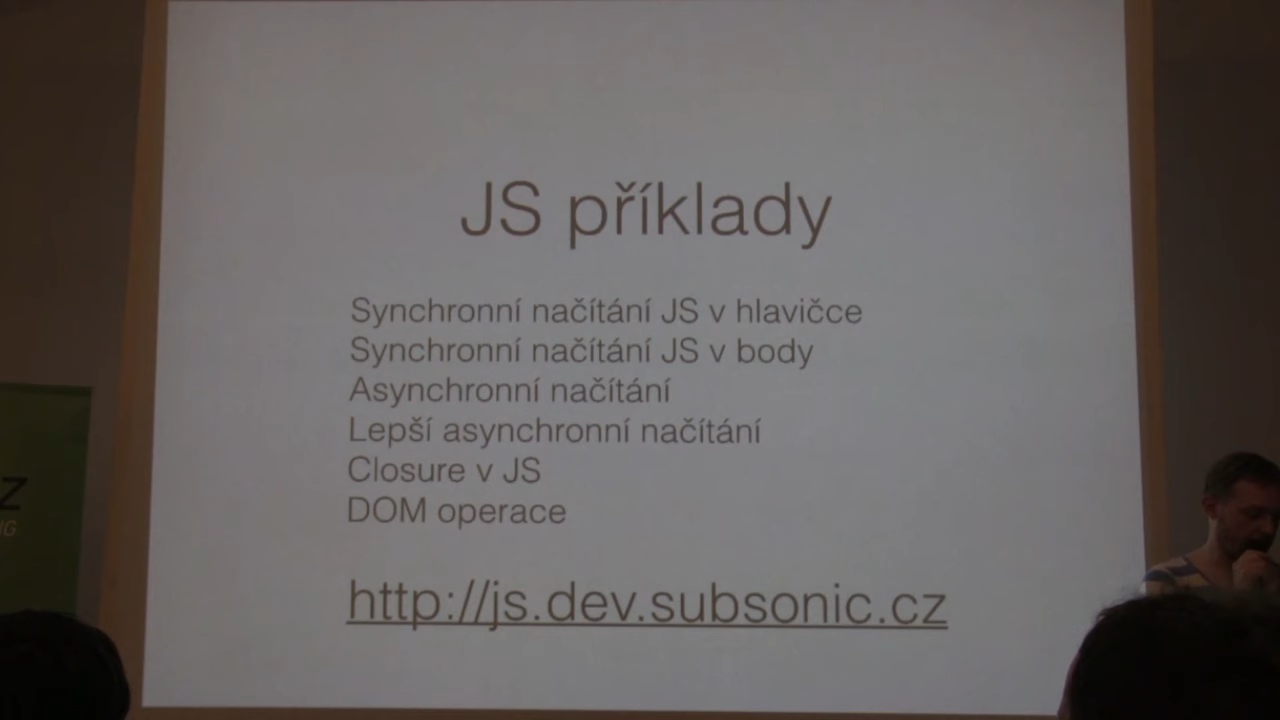 JS příklady
Synchronní načítání JS v hlavičce
Synchronní načítání JS v body
Asynchronní načítání
Lepší asynchronní načítání
Closure v JS
DOM operace
http://js.dev.subsonic.cz